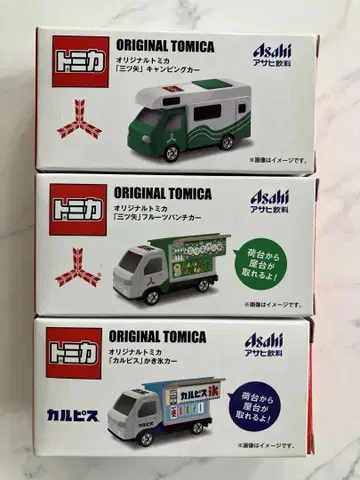 トミカ
ORIGINAL TOMICA
オリジナルトミカ
「三ツ矢」キャンピングカー
Asahi
アサヒ飲料
※画像はイメージです。
トミカ
ORIGINAL TOMICA
オリジナルトミカ
「三ツ矢」フルーツパンチカー
Asahi
アサヒ飲料
荷台から
屋台が
取れるよ!
※画像はイメージです。
トミカ
ORIGINAL TOMICA
オリジナルトミカ
「カルピス」かき氷カー
Asahi
アサヒ飲料
カルピス
カルピス氷
カルピス
荷台から
屋台が
取れるよ!
※画像はイメージです。